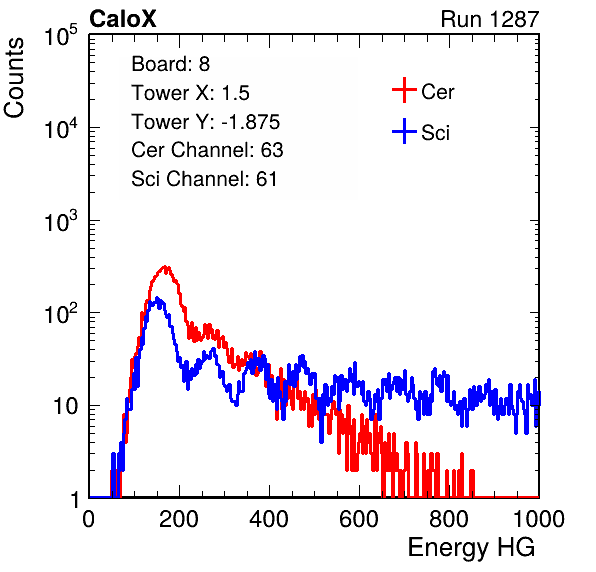 CaloX Run 1287
Counts
Board: 8
Tower X: 1.5
Tower Y: -1.875
Cer Channel: 63
Sci Channel: 61
Cer
Sci
10^5
10^4
10^3
10^2
10
1
0 200 400 600 800 1000
Energy HG